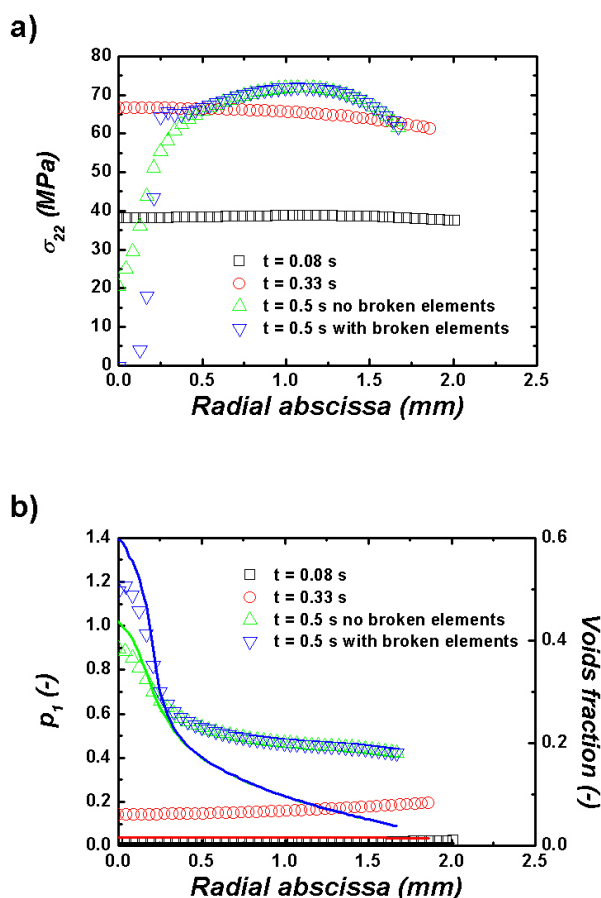 a)
80
70
60
50
40
30
20
10
0
σ22 (MPa)
t = 0.08 s
t = 0.33 s
t = 0.5 s no broken elements
t = 0.5 s with broken elements
0.0 0.5 1.0 1.5 2.0 2.5
Radial abscissa (mm)
b)
1.4
1.2
1.0
0.8
0.6
0.4
0.2
0.0
p1 (-)
t = 0.08 s
t = 0.33 s
t = 0.5 s no broken elements
t = 0.5 s with broken elements
0.6
0.4
0.2
0.0
Voids fraction (-)
0.0 0.5 1.0 1.5 2.0 2.5
Radial abscissa (mm)